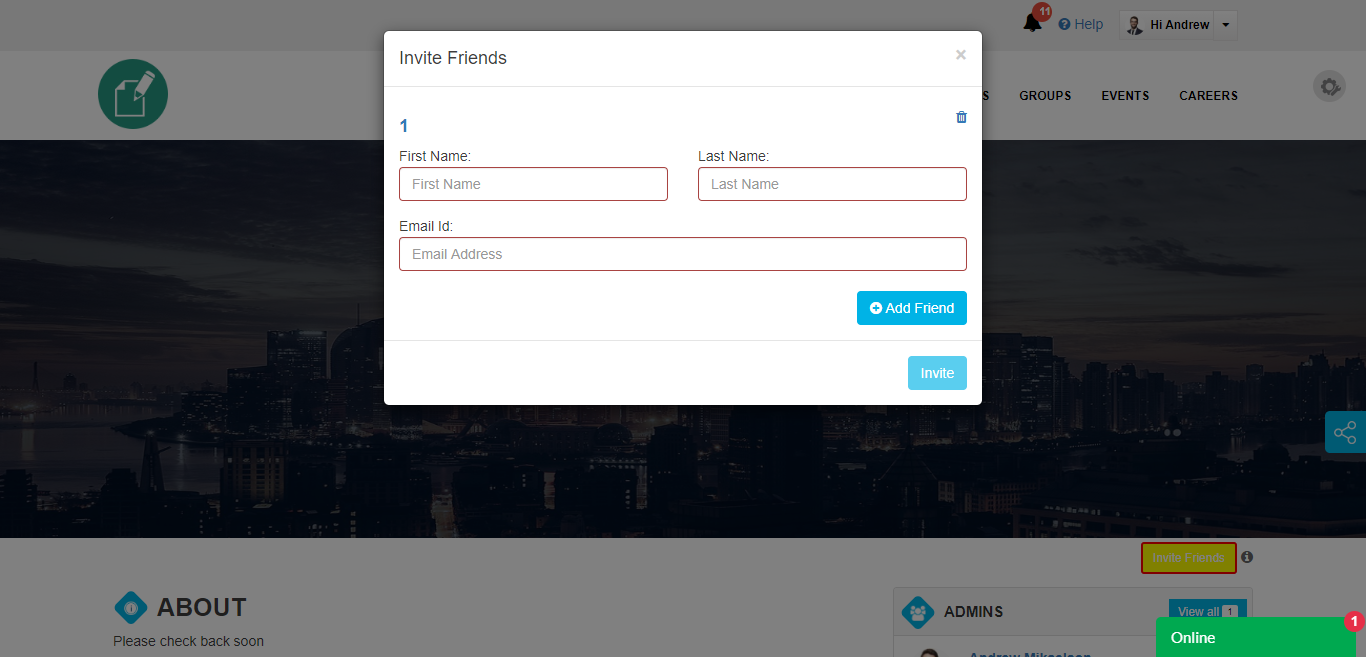 11
Help
Hi Andrew
Invite Friends
×
S
GROUPS
EVENTS
CAREERS
1
First Name:
Last Name:
First Name
Last Name
Email Id:
Email Address
Add Friend
Invite
Invite Friends
ABOUT
Please check back soon
ADMINS
View all 1
Online
1
Andrew Mikaelson